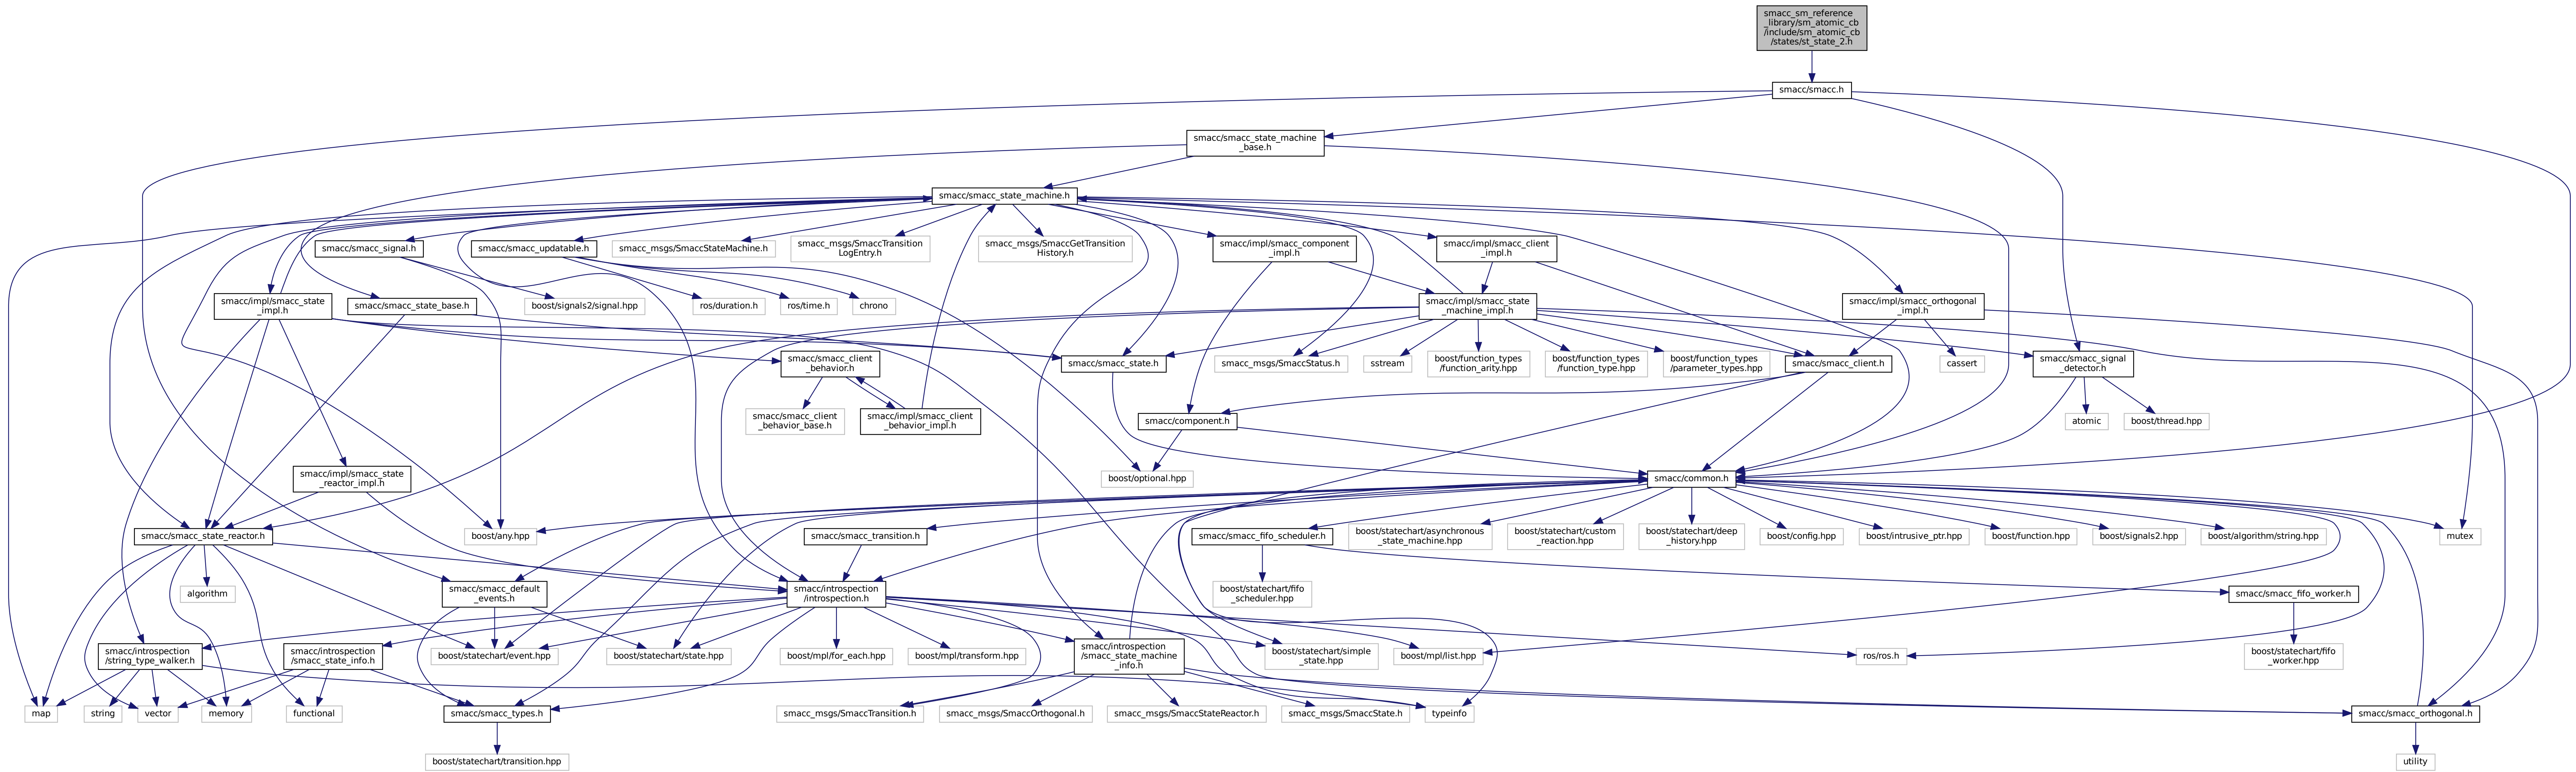 smacc_sm_reference
_library/sm_atomic_cb
/include/sm_atomic_cb
/states/st_state_2.h
smacc/smacc.h
smacc/smacc_state_machine
_base.h
smacc/smacc_state_machine.h
smacc/smacc_signal.h
smacc/smacc_updatable.h
smacc_msgs/SmaccStateMachine.h
smacc_msgs/SmaccTransition
LogEntry.h
smacc_msgs/SmaccGetTransition
History.h
smacc/impl/smacc_component
_impl.h
smacc/impl/smacc_client
_impl.h
smacc/impl/smacc_state
_impl.h
smacc/smacc_state_base.h
boost/signals2/signal.hpp
ros/duration.h
ros/time.h
chrono
smacc/impl/smacc_state
_machine_impl.h
smacc/impl/smacc_orthogonal
_impl.h
smacc/smacc_client
_behavior.h
smacc/smacc_state.h
smacc_msgs/SmaccStatus.h
sstream
boost/function_types
/function_arity.hpp
boost/function_types
/function_type.hpp
boost/function_types
/parameter_types.hpp
smacc/smacc_client.h
cassert
smacc/smacc_signal
_detector.h
smacc/smacc_client
_behavior_base.h
smacc/impl/smacc_client
_behavior_impl.h
smacc/component.h
atomic
boost/thread.hpp
smacc/impl/smacc_state
_reactor_impl.h
boost/optional.hpp
smacc/common.h
smacc/smacc_state_reactor.h
boost/any.hpp
smacc/smacc_transition.h
smacc/smacc_fifo_scheduler.h
boost/statechart/asynchronous
_state_machine.hpp
boost/statechart/custom
_reaction.hpp
boost/statechart/deep
_history.hpp
boost/config.hpp
boost/intrusive_ptr.hpp
boost/function.hpp
boost/signals2.hpp
boost/algorithm/string.hpp
mutex
algorithm
smacc/smacc_default
_events.h
smacc/introspection
/introspection.h
boost/statechart/fifo
_scheduler.hpp
smacc/smacc_fifo_worker.h
smacc/introspection
/string_type_walker.h
smacc/introspection
/smacc_state_info.h
boost/statechart/event.hpp
boost/statechart/state.hpp
boost/mpl/for_each.hpp
boost/mpl/transform.hpp
smacc/introspection
/smacc_state_machine
_info.h
boost/statechart/simple
_state.hpp
boost/mpl/list.hpp
ros/ros.h
boost/statechart/fifo
_worker.hpp
map
string
vector
memory
functional
smacc/smacc_types.h
smacc_msgs/SmaccTransition.h
smacc_msgs/SmaccOrthogonal.h
smacc_msgs/SmaccStateReactor.h
smacc_msgs/SmaccState.h
typeinfo
smacc/smacc_orthogonal.h
boost/statechart/transition.hpp
utility